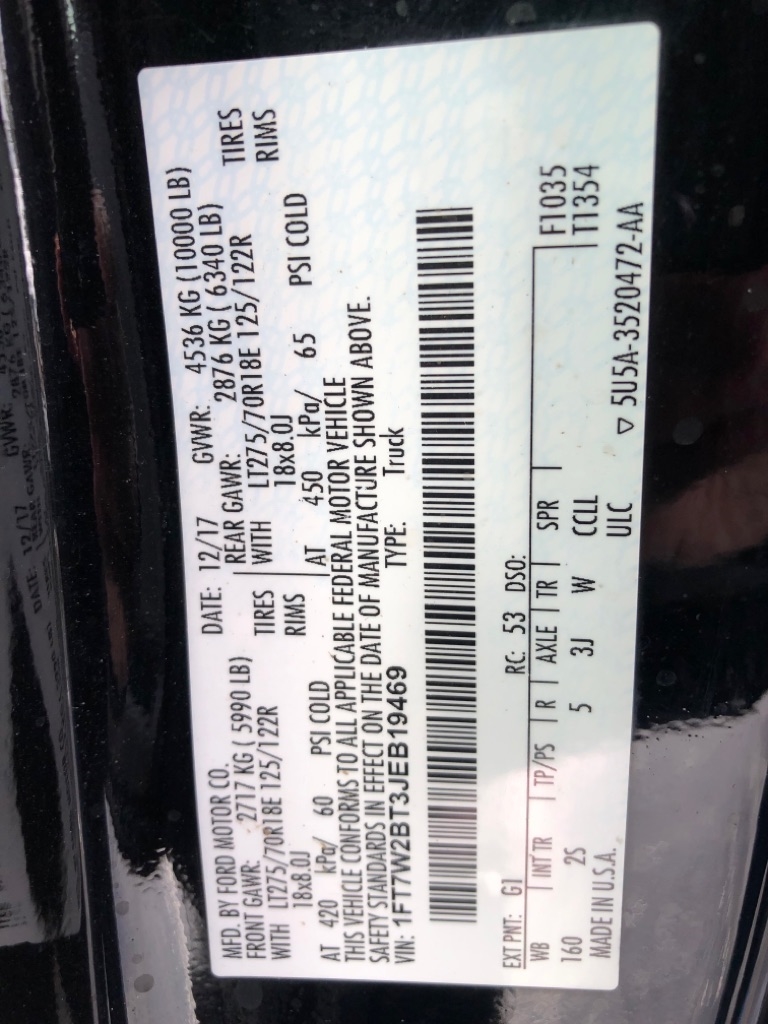 MFD. BY FORD MOTOR CO.
DATE: 12/17 GVWR: 4536 KG (10000 LB)
FRONT GAWR: 2717 KG ( 5990 LB) REAR GAWR: 2876 KG ( 6340 LB)
WITH LT275/70R18E 125/122R TIRES WITH LT275/70R18E 125/122R TIRES
18x8.0J RIMS 18x8.0J RIMS
AT 420 kPa/ 60 PSI COLD AT 450 kPa/ 65 PSI COLD
THIS VEHICLE CONFORMS TO ALL APPLICABLE FEDERAL MOTOR VEHICLE
SAFETY STANDARDS IN EFFECT ON THE DATE OF MANUFACTURE SHOWN ABOVE.
VIN: 1FT7W2BT3JEB19469 TYPE: Truck
EXT PNT: G1 RC: 53 DSO:
WB INT TR TP/PS R AXLE TR SPR F1035
160 2S 5 3J W CCLL T1354
MADE IN U.S.A. ULC
▽ 5U5A-3520472-AA
DATE: 12/17
GVWR: